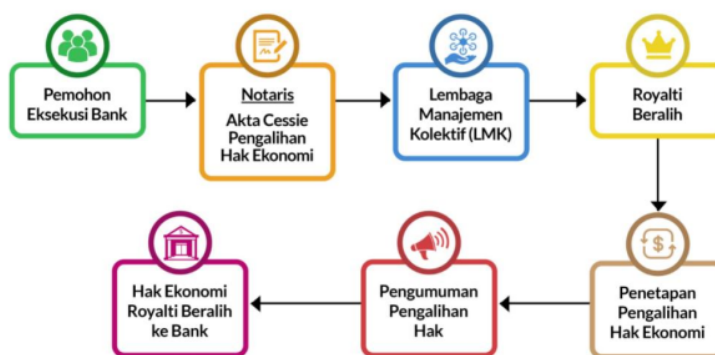 Pemohon
Eksekusi Bank
Notaris
Akta Cessie
Pengalihan
Hak Ekonomi
Lembaga
Manajemen
Kolektif (LMK)
Royalti
Beralih
$
Penetapan
Pengalihan
Hak Ekonomi
Pengumuman
Pengalihan
Hak
Hak Ekonomi
Royalti Beralih
ke Bank